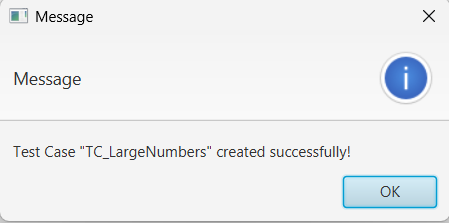 Message
Message
Test Case "TC_LargeNumbers" created successfully!
OK